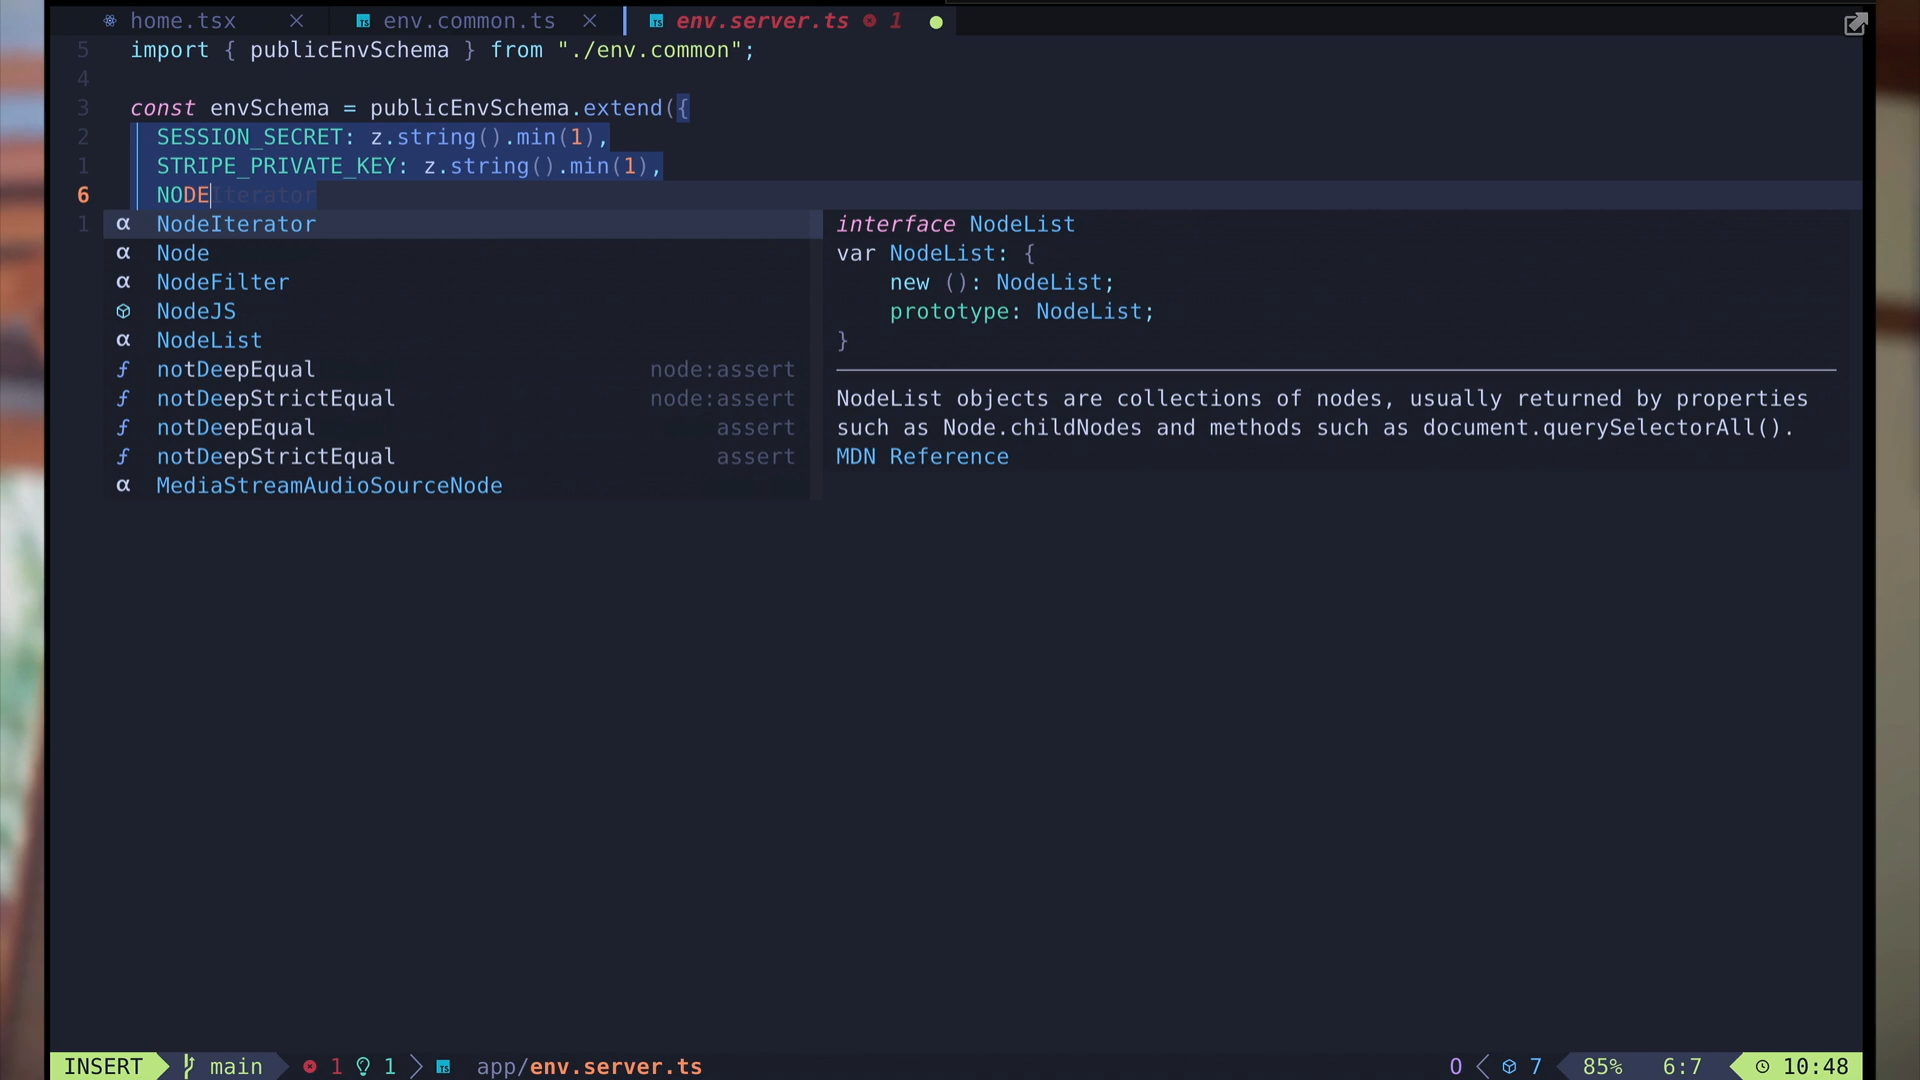 home.tsx
env.common.ts
env.server.ts 1
5 import { publicEnvSchema } from "./env.common";
4
3 const envSchema = publicEnvSchema.extend({
2 SESSION_SECRET: z.string().min(1),
1 STRIPE_PRIVATE_KEY: z.string().min(1),
6 NODEIterator
1 α NodeIterator
α Node
α NodeFilter
NodeJS
α NodeList
f notDeepEqual node:assert
f notDeepStrictEqual node:assert
f notDeepEqual assert
f notDeepStrictEqual assert
α MediaStreamAudioSourceNode
interface NodeList
var NodeList: {
new (): NodeList;
prototype: NodeList;
}
NodeList objects are collections of nodes, usually returned by properties
such as Node.childNodes and methods such as document.querySelectorAll().
MDN Reference
INSERT main 1 1 app/env.server.ts 0 7 85% 6:7 10:48